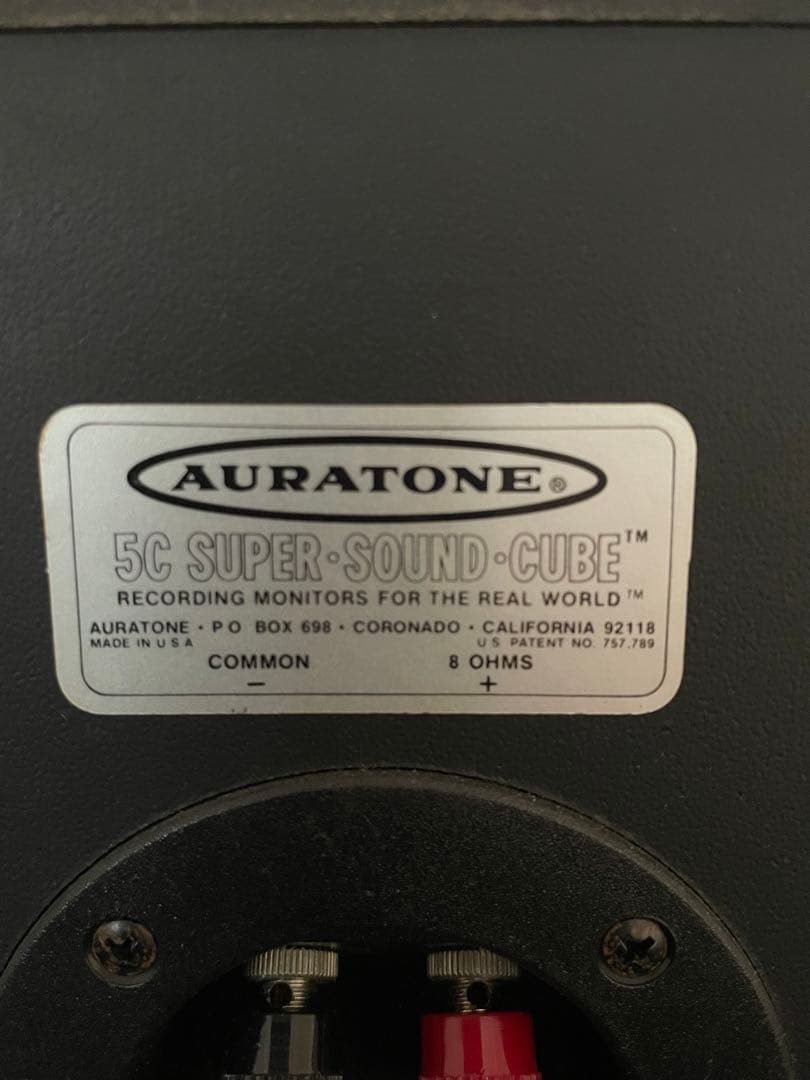 AURATONE®
5C SUPER·SOUND·CUBE™
RECORDING MONITORS FOR THE REAL WORLD™
AURATONE · P O BOX 698 · CORONADO · CALIFORNIA 92118
MADE IN U S A U S PATENT NO. 757,789
COMMON 8 OHMS
− +